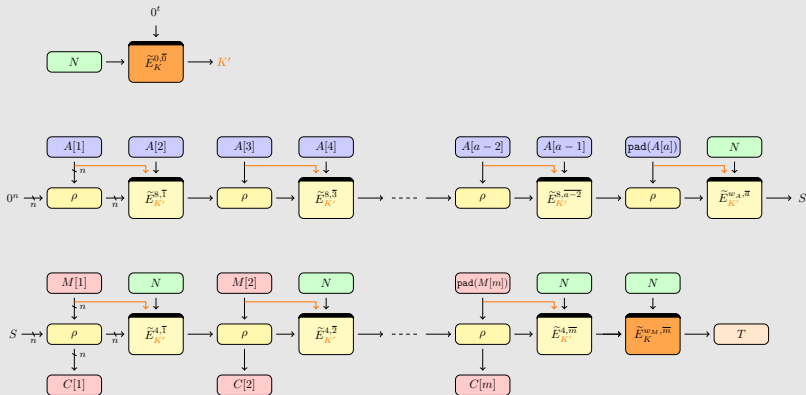 0^t
N Ẽ_K^{0,0̅} K′
A[1] A[2] A[3] A[4] A[a − 2] A[a − 1] pad(A[a]) N
n
0^n n ρ n Ẽ_{K′}^{8,1̅} ρ Ẽ_{K′}^{8,3̅} ρ Ẽ_{K′}^{8,\overline{a−2}} ρ Ẽ_{K′}^{w_A,a̅} S
M[1] N M[2] N pad(M[m]) N N
n
S n ρ n Ẽ_{K′}^{4,1̅} ρ Ẽ_{K′}^{4,2̅} ρ Ẽ_{K′}^{4,m̅} Ẽ_K^{w_M,m̅} T
n
C[1] C[2] C[m]